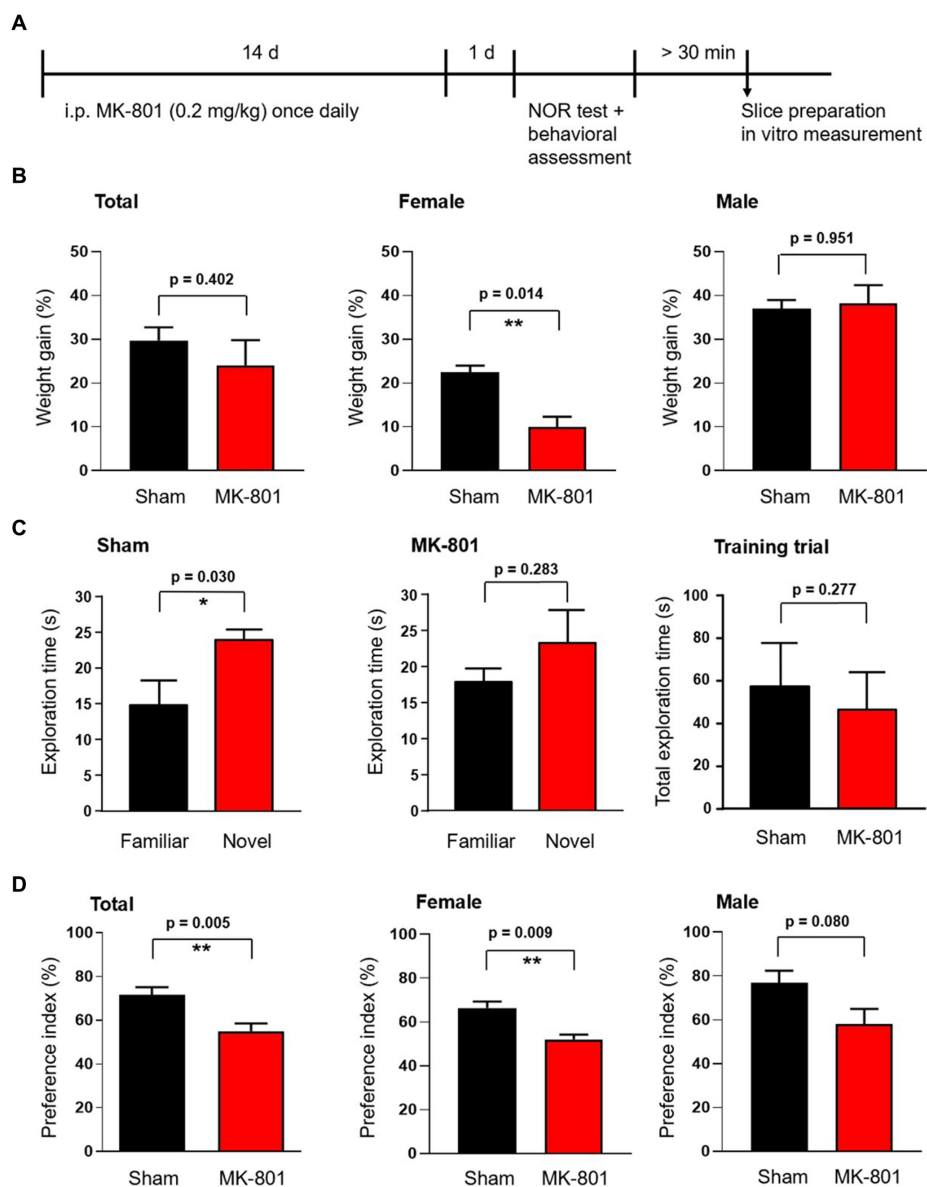 A
14 d
1 d
> 30 min
i.p. MK-801 (0.2 mg/kg) once daily
NOR test +
behavioral
assessment
Slice preparation
in vitro measurement
B
Total
Weight gain (%)
50
40
30
20
10
0
p = 0.402
Sham
MK-801
Female
Weight gain (%)
50
40
30
20
10
0
p = 0.014
**
Sham
MK-801
Male
Weight gain (%)
50
40
30
20
10
0
p = 0.951
Sham
MK-801
C
Sham
Exploration time (s)
30
25
20
15
10
5
0
p = 0.030
*
Familiar
Novel
MK-801
Exploration time (s)
30
25
20
15
10
5
0
p = 0.283
Familiar
Novel
Training trial
Total exploration time (s)
100
80
60
40
20
0
p = 0.277
Sham
MK-801
D
Total
Preference index (%)
100
80
60
40
20
0
p = 0.005
**
Sham
MK-801
Female
Preference index (%)
100
80
60
40
20
0
p = 0.009
**
Sham
MK-801
Male
Preference index (%)
100
80
60
40
20
0
p = 0.080
Sham
MK-801